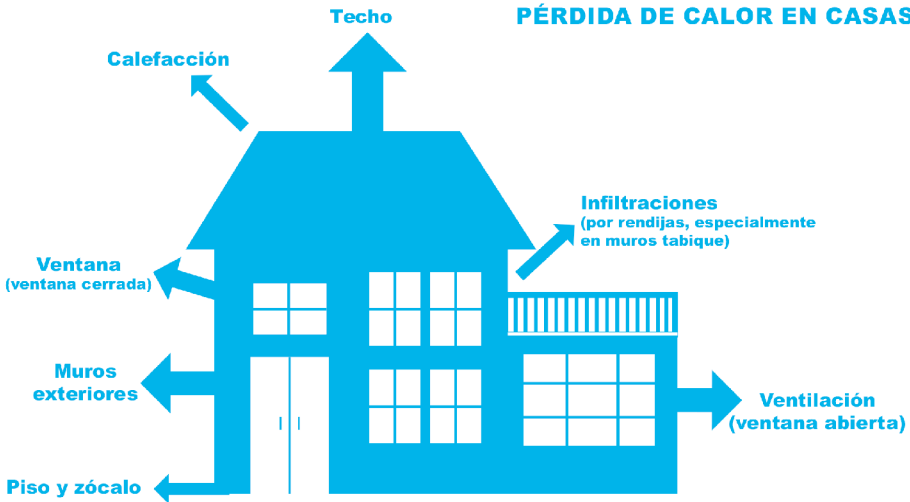 PÉRDIDA DE CALOR EN CASAS
Techo
Calefacción
Infiltraciones
(por rendijas, especialmente
en muros tabique)
Ventana
(ventana cerrada)
Muros
exteriores
Ventilación
(ventana abierta)
Piso y zócalo